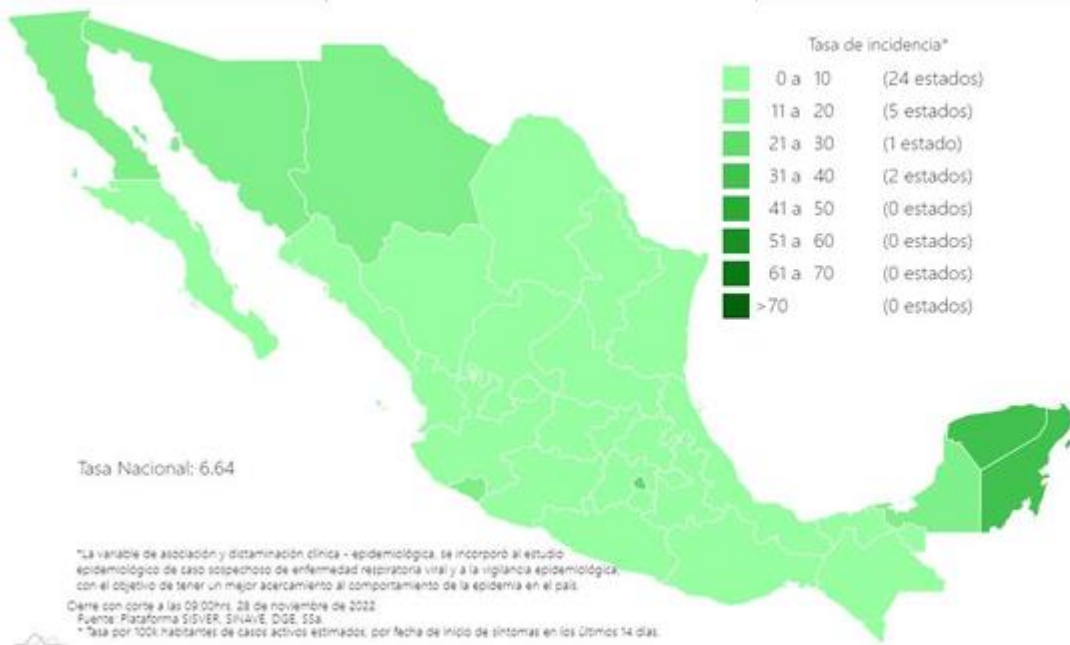 Tasa de incidencia*
0 a 10 (24 estados)
11 a 20 (5 estados)
21 a 30 (1 estado)
31 a 40 (2 estados)
41 a 50 (0 estados)
51 a 60 (0 estados)
61 a 70 (0 estados)
>70 (0 estados)
Tasa Nacional: 6.64
*La variable de asociación y dictaminación clínica - epidemiológica, se incorporó al estudio
epidemiológico de caso sospechoso de enfermedad respiratoria viral y a la vigilancia epidemiológica,
con el objetivo de tener un mejor acercamiento al comportamiento de la epidemia en el país.
Cierre con corte a las 09:00hrs, 28 de noviembre de 2022
Fuente: Plataforma SISVER, SINAVE, DGE, SSa.
* Tasa por 100k habitantes de casos activos estimados, por fecha de inicio de síntomas en los últimos 14 días.